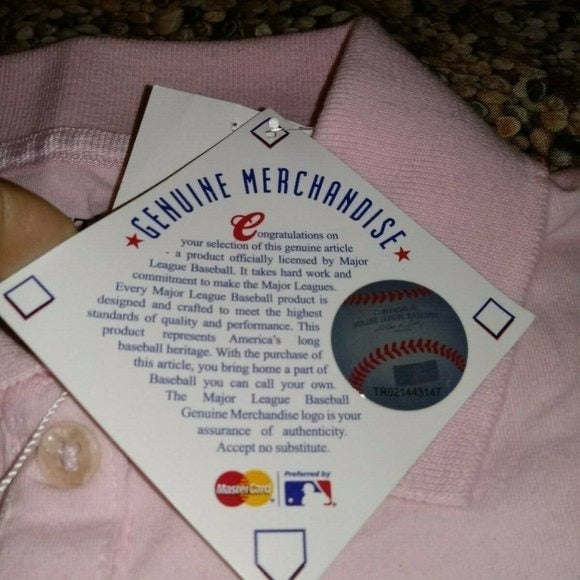 GENUINE MERCHANDISE
Congratulations on
your selection of this genuine article
- a product officially licensed by Major
League Baseball. It takes hard work and
commitment to make the Major Leagues.
Every Major League Baseball product is
designed and crafted to meet the highest
standards of quality and performance. This
product represents America's long
baseball heritage. With the purchase of
this article, you bring home a part of
Baseball you can call your own.
The Major League Baseball
Genuine Merchandise logo is your
assurance of authenticity.
Accept no substitute.
MAJOR LEAGUE BASEBALL
TR021443147
MasterCard
Preferred by